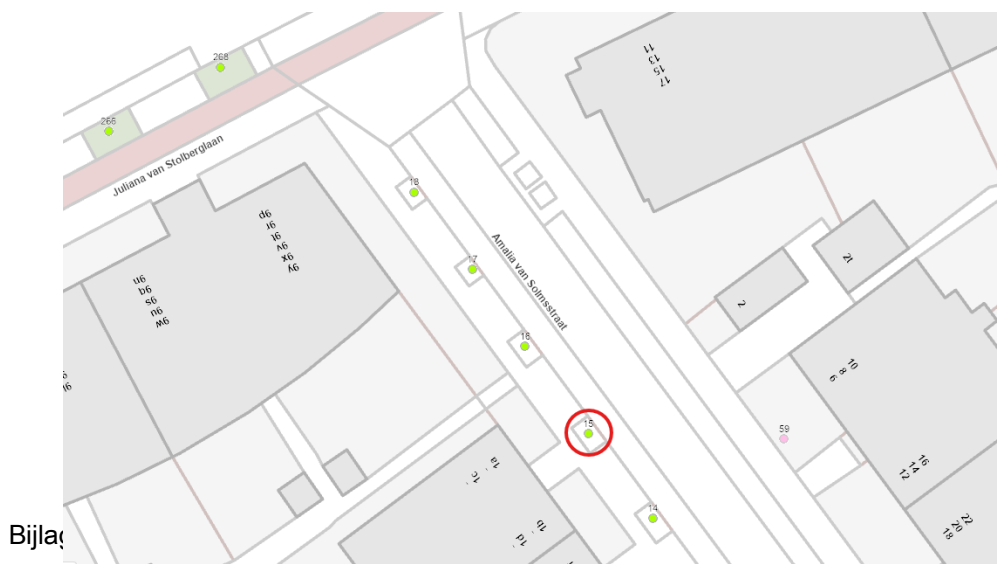 268
266
Juliana van Stolberglaan
11
13
15
17
18
17
Amalia van Solmsstraat
16
15
14
9p
9r
9t
9v
9x
9y
9n
9q
9s
9u
9w
2
21
10
8
6
59
16
14
12
22
20
18
1a
1c
1b
1d
Bijlag